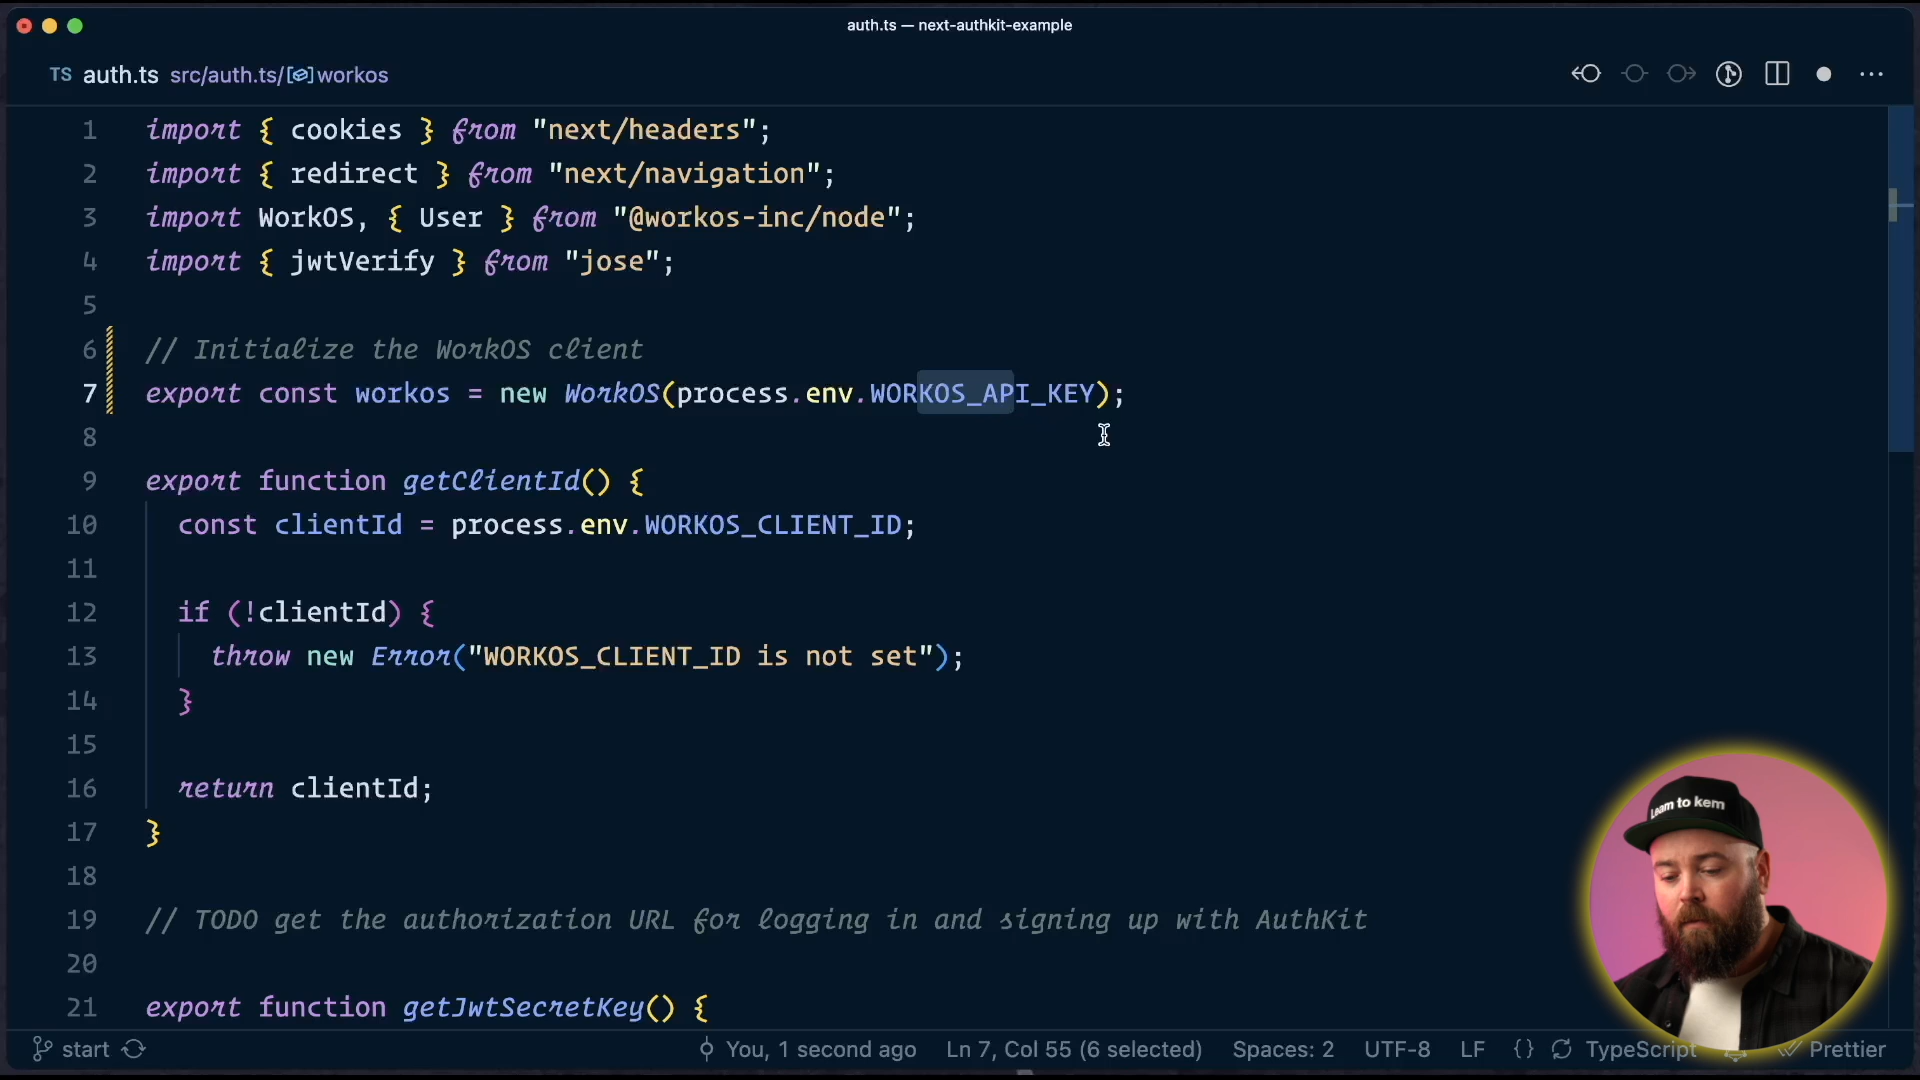 auth.ts — next-authkit-example
TS auth.ts src/auth.ts/workos
1 import { cookies } from "next/headers";
2 import { redirect } from "next/navigation";
3 import WorkOS, { User } from "@workos-inc/node";
4 import { jwtVerify } from "jose";
5
6 // Initialize the WorkOS client
7 export const workos = new WorkOS(process.env.WORKOS_API_KEY);
8
9 export function getClientId() {
10 const clientId = process.env.WORKOS_CLIENT_ID;
11
12 if (!clientId) {
13 throw new Error("WORKOS_CLIENT_ID is not set");
14 }
15
16 return clientId;
17 }
18
19 // TODO get the authorization URL for logging in and signing up with AuthKit
20
21 export function getJwtSecretKey() {
Learn to kern
start You, 1 second ago Ln 7, Col 55 (6 selected) Spaces: 2 UTF-8 LF {} TypeScript Prettier